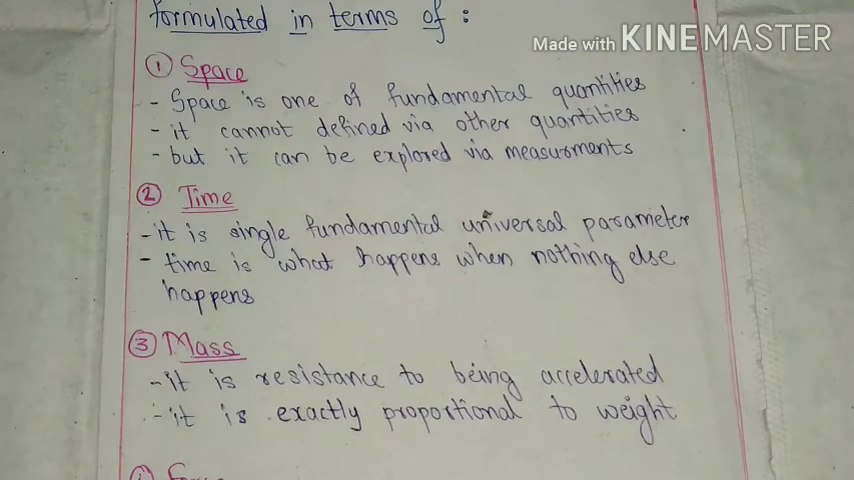 formulated in terms of :
Made with KINEMASTER
① Space
- Space is one of fundamental quantities
- it cannot defined via other quantities
- but it can be explored via measurments
② Time
- it is single fundamental universal parameter
- time is what happens when nothing else
happens
③ Mass
- it is resistance to being accelerated
- it is exactly proportional to weight